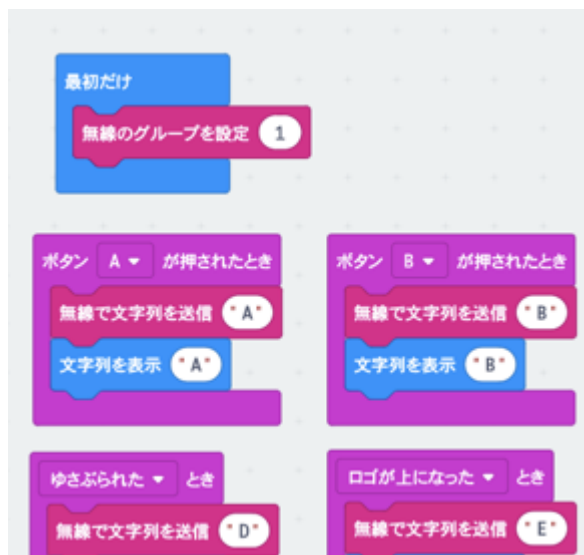 最初だけ
無線のグループを設定 1
ボタン A が押されたとき
無線で文字列を送信 "A"
文字列を表示 "A"
ボタン B が押されたとき
無線で文字列を送信 "B"
文字列を表示 "B"
ゆさぶられた とき
無線で文字列を送信 "D"
ロゴが上になった とき
無線で文字列を送信 "E"